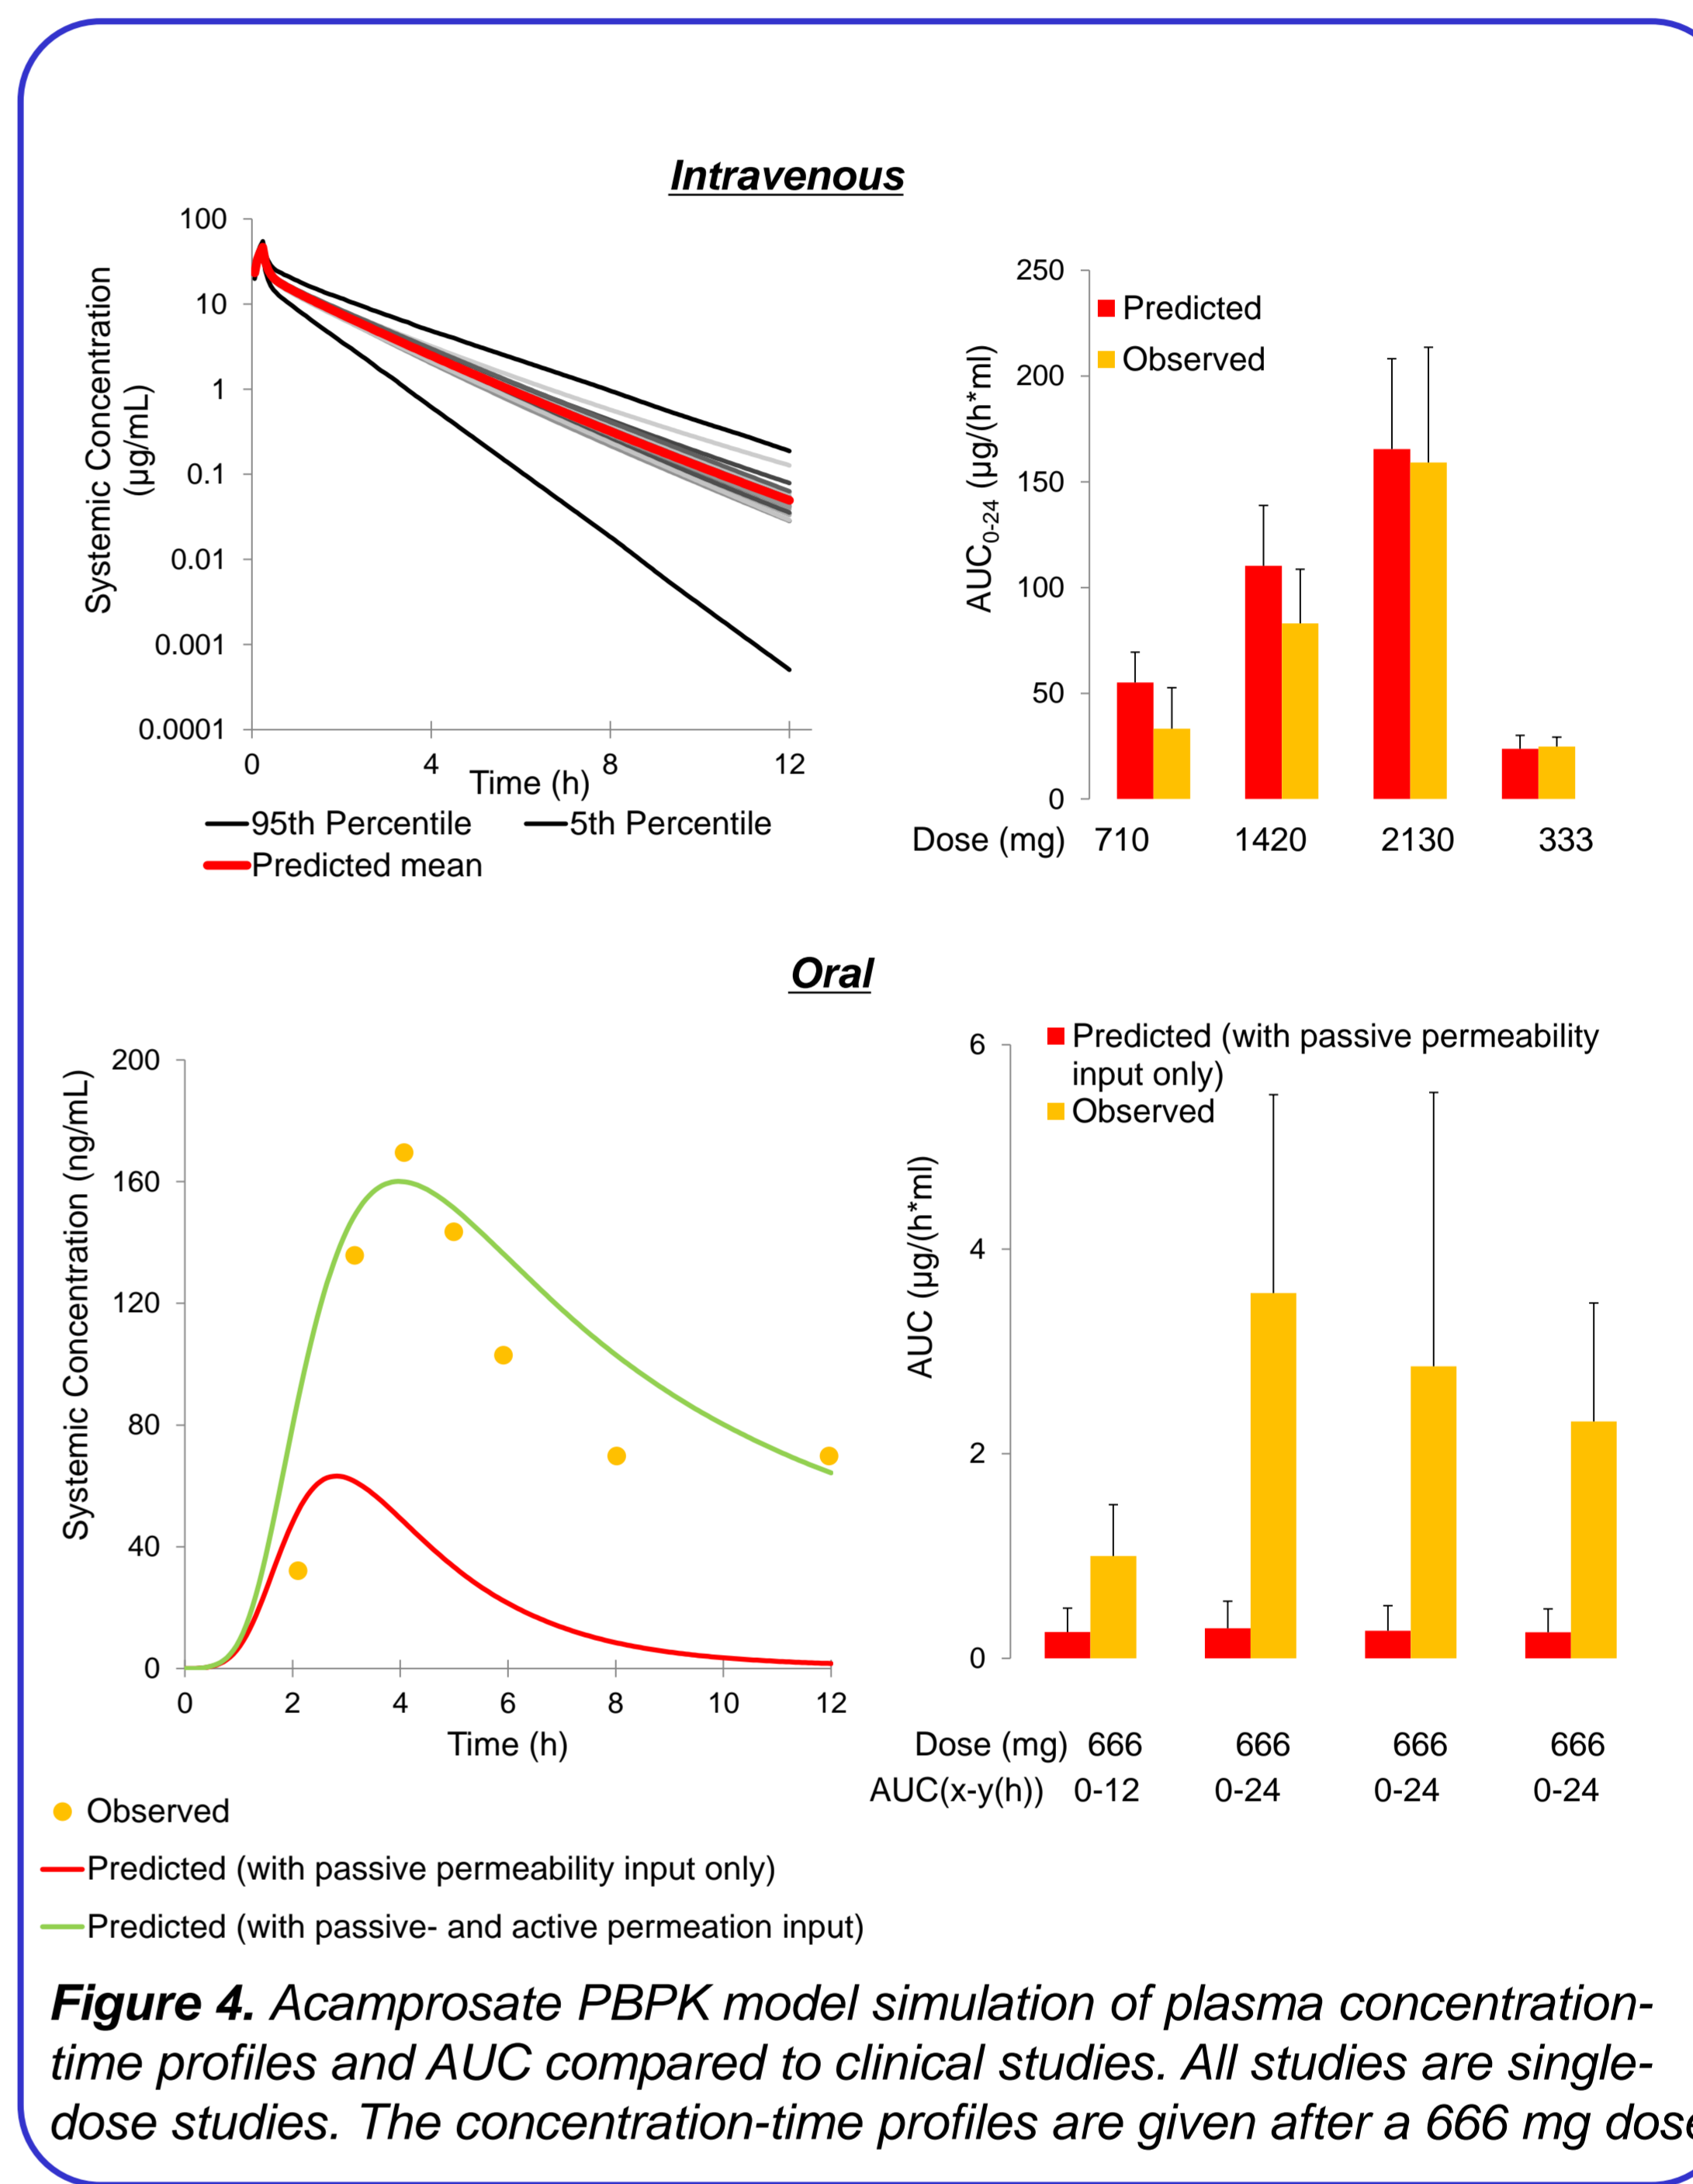 Intravenous
100
10
1
0.1
0.01
0.001
0.0001
Systemic Concentration
(µg/mL)
0 4 8 12
Time (h)
95th Percentile 5th Percentile
Predicted mean
250
200
150
100
50
0
AUC0-24 (µg/(h*ml)
Predicted
Observed
Dose (mg) 710 1420 2130 333
Oral
200
160
120
80
40
0
Systemic Concentration (ng/mL)
0 2 4 6 8 10 12
Time (h)
6
4
2
0
AUC (µg/(h*ml)
Predicted (with passive permeability
input only)
Observed
Dose (mg) 666 666 666 666
AUC(x-y(h)) 0-12 0-24 0-24 0-24
Observed
Predicted (with passive permeability input only)
Predicted (with passive- and active permeation input)
Figure 4. Acamprosate PBPK model simulation of plasma concentration-
time profiles and AUC compared to clinical studies. All studies are single-
dose studies. The concentration-time profiles are given after a 666 mg dose